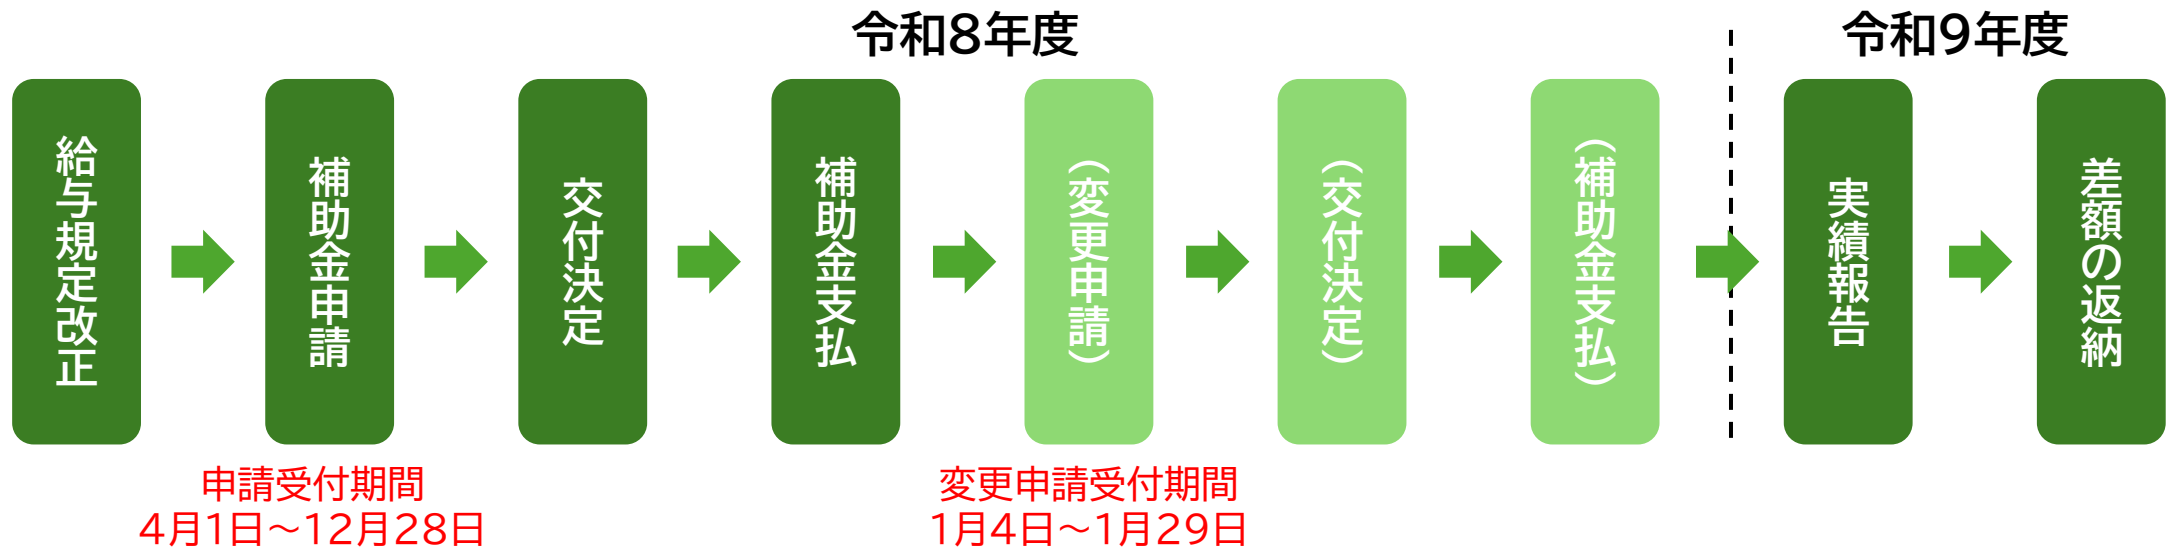 令和8年度
令和9年度
給与規定改正
補助金申請
交付決定
補助金支払
（変更申請）
（交付決定）
（補助金支払）
実績報告
差額の返納
申請受付期間
4月1日～12月28日
変更申請受付期間
1月4日～1月29日